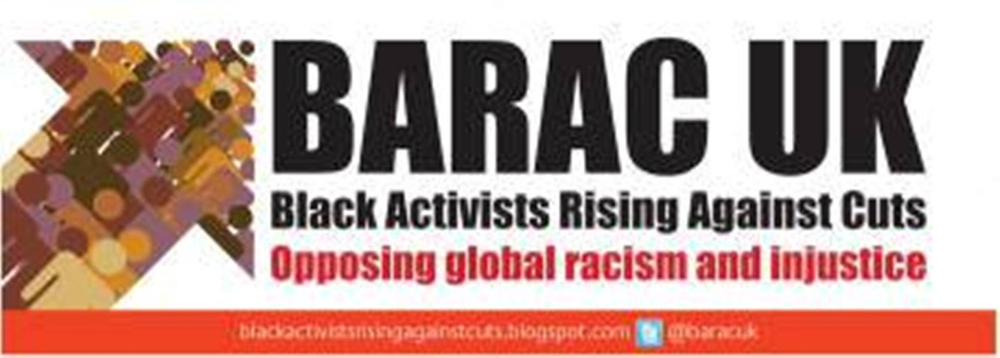 BARAC UK
Black Activists Rising Against Cuts
Opposing global racism and injustice
blackactivistsrisingagainstcuts.blogspot.com @baracuk